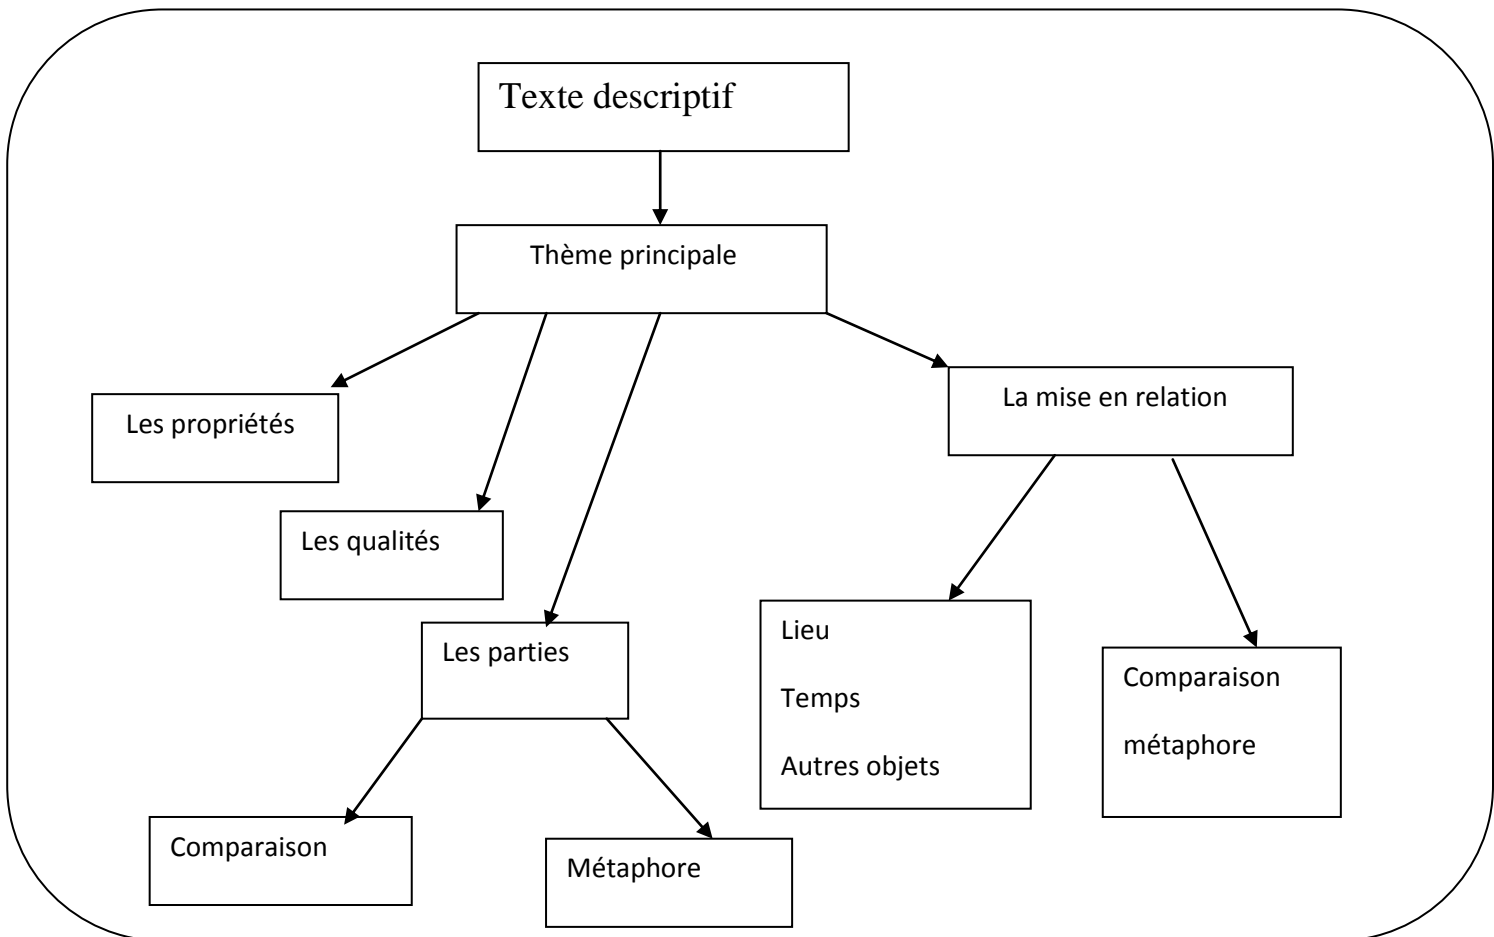 Texte descriptif
Thème principale
Les propriétés
Les qualités
Les parties
Comparaison
Métaphore
La mise en relation
Lieu
Temps
Autres objets
Comparaison
métaphore